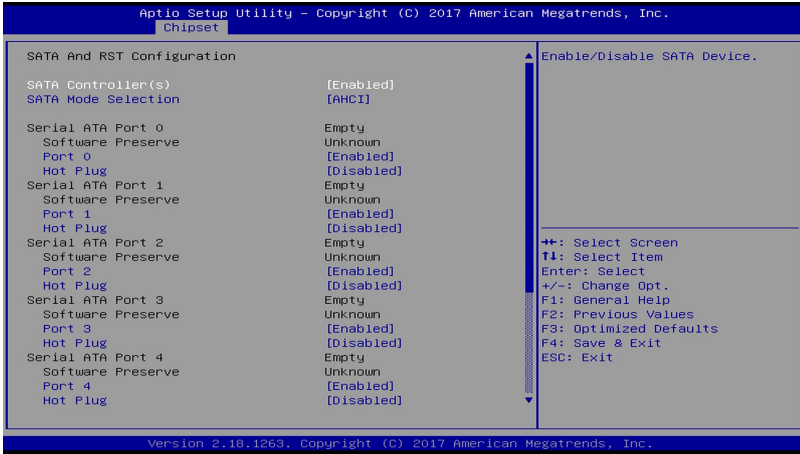 Aptio Setup Utility – Copyright (C) 2017 American Megatrends, Inc.
Chipset
SATA And RST Configuration
SATA Controller(s) [Enabled]
SATA Mode Selection [AHCI]
Serial ATA Port 0 Empty
Software Preserve Unknown
Port 0 [Enabled]
Hot Plug [Disabled]
Serial ATA Port 1 Empty
Software Preserve Unknown
Port 1 [Enabled]
Hot Plug [Disabled]
Serial ATA Port 2 Empty
Software Preserve Unknown
Port 2 [Enabled]
Hot Plug [Disabled]
Serial ATA Port 3 Empty
Software Preserve Unknown
Port 3 [Enabled]
Hot Plug [Disabled]
Serial ATA Port 4 Empty
Software Preserve Unknown
Port 4 [Enabled]
Hot Plug [Disabled]
Enable/Disable SATA Device.
→←: Select Screen
↑↓: Select Item
Enter: Select
+/-: Change Opt.
F1: General Help
F2: Previous Values
F3: Optimized Defaults
F4: Save & Exit
ESC: Exit
Version 2.18.1263. Copyright (C) 2017 American Megatrends, Inc.